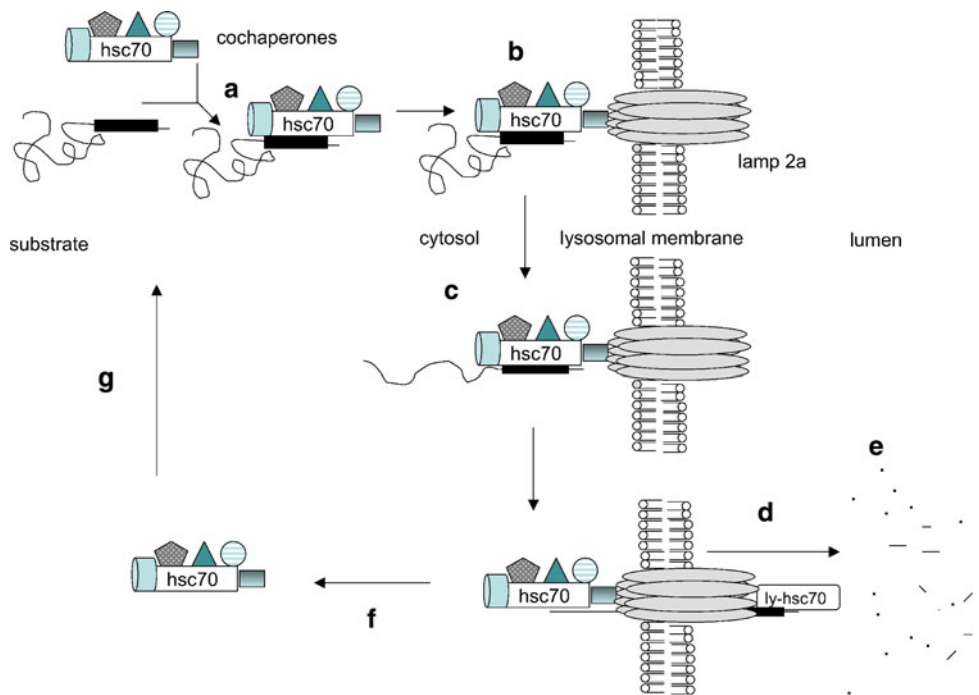 hsc70
cochaperones
a
hsc70
b
hsc70
lamp 2a
substrate
cytosol
lysosomal membrane
lumen
c
hsc70
g
e
d
hsc70
ly-hsc70
hsc70
f